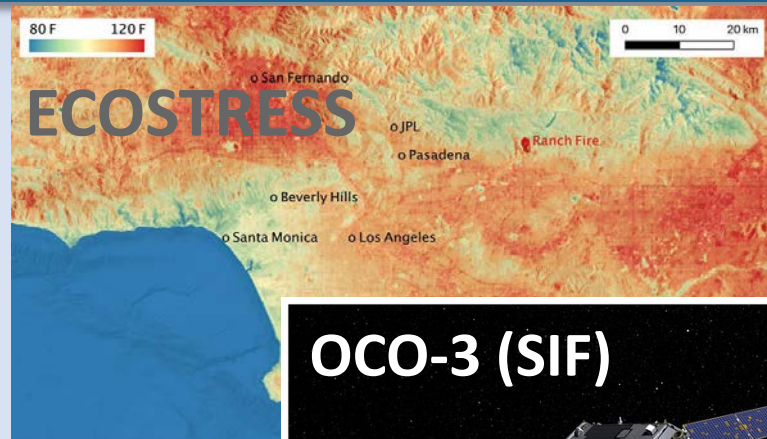 80 F 120 F
0 10 20 km
San Fernando
ECOSTRESS
JPL
Ranch Fire
Pasadena
Beverly Hills
Santa Monica
Los Angeles
OCO-3 (SIF)